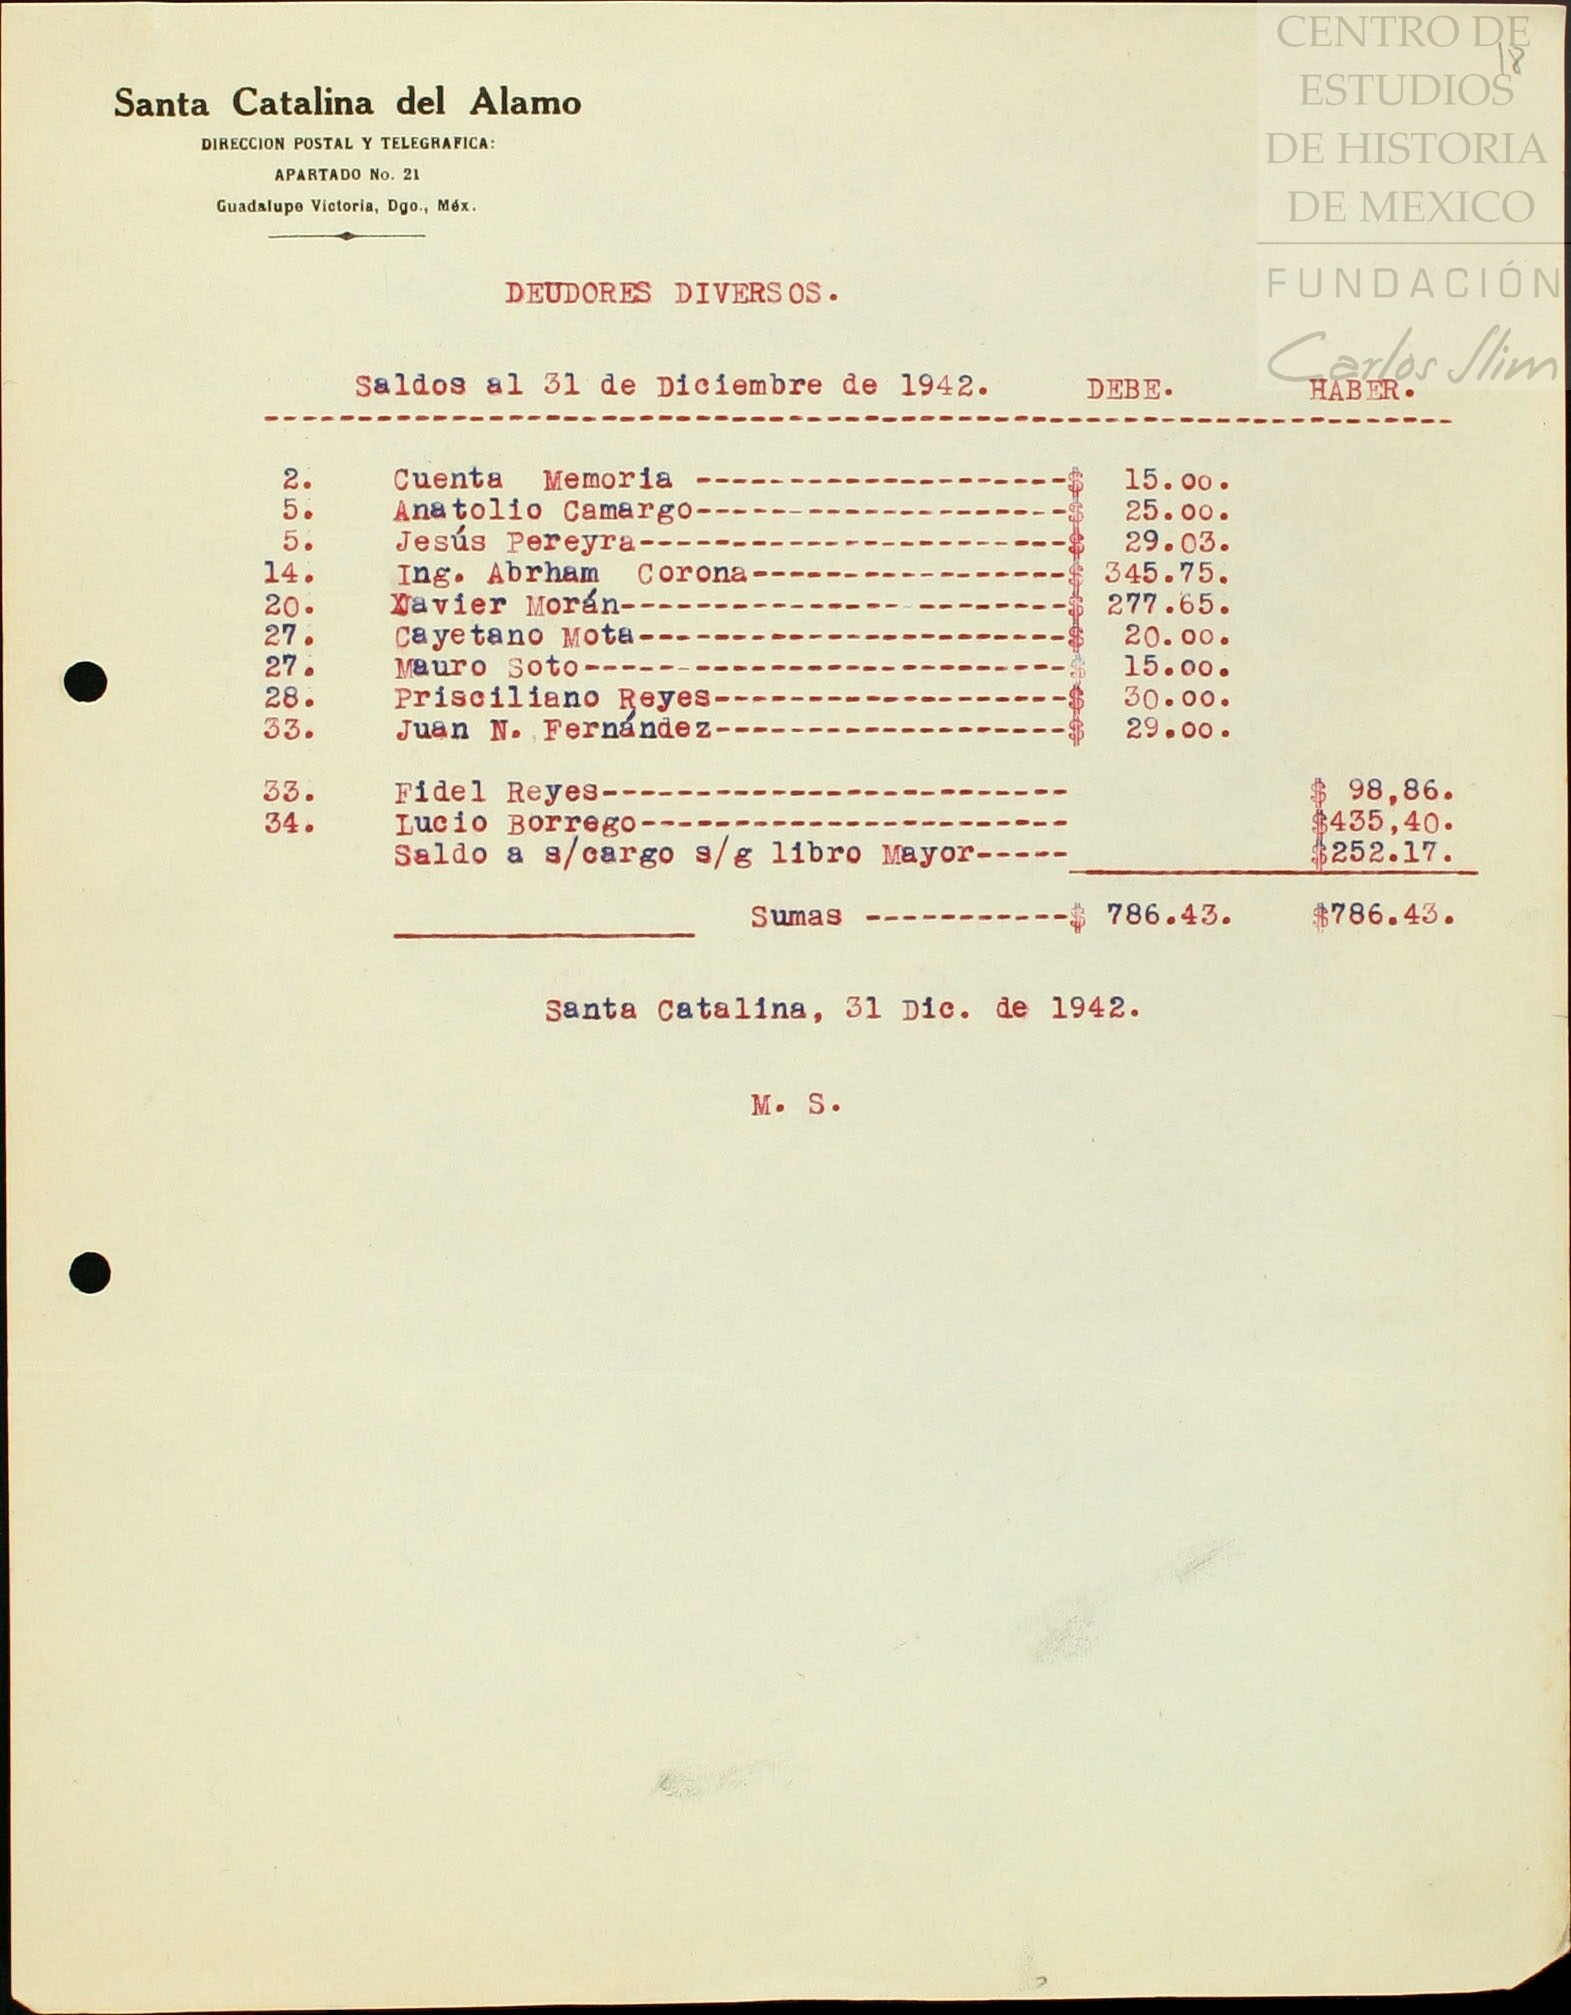 CENTRO DE
ESTUDIOS
DE HISTORIA
DE MEXICO
FUNDACIÓN
Carlos Slim
18
Santa Catalina del Alamo
DIRECCION POSTAL Y TELEGRAFICA:
APARTADO No. 21
Guadalupe Victoria, Dgo., Méx.
DEUDORES DIVERSOS.
Saldos al 31 de Diciembre de 1942. DEBE. HABER.
2. Cuenta Memoria --------------------$ 15.00.
5. Anatolio Camargo--------------------$ 25.00.
5. Jesús Pereyra-----------------------$ 29.03.
14. Ing. Abrham Corona-----------------$ 345.75.
20. Xavier Morán------------------------$ 277.65.
27. Cayetano Mota-----------------------$ 20.00.
27. Mauro Soto--------------------------$ 15.00.
28. Prisciliano Reyes-------------------$ 30.00.
33. Juan N. Fernández-------------------$ 29.00.
33. Fidel Reyes------------------------- $ 98,86.
34. Lucio Borrego----------------------- $435,40.
Saldo a s/cargo s/g libro Mayor----- $252.17.
Sumas -----------$ 786.43. $786.43.
Santa Catalina, 31 Dic. de 1942.
M. S.